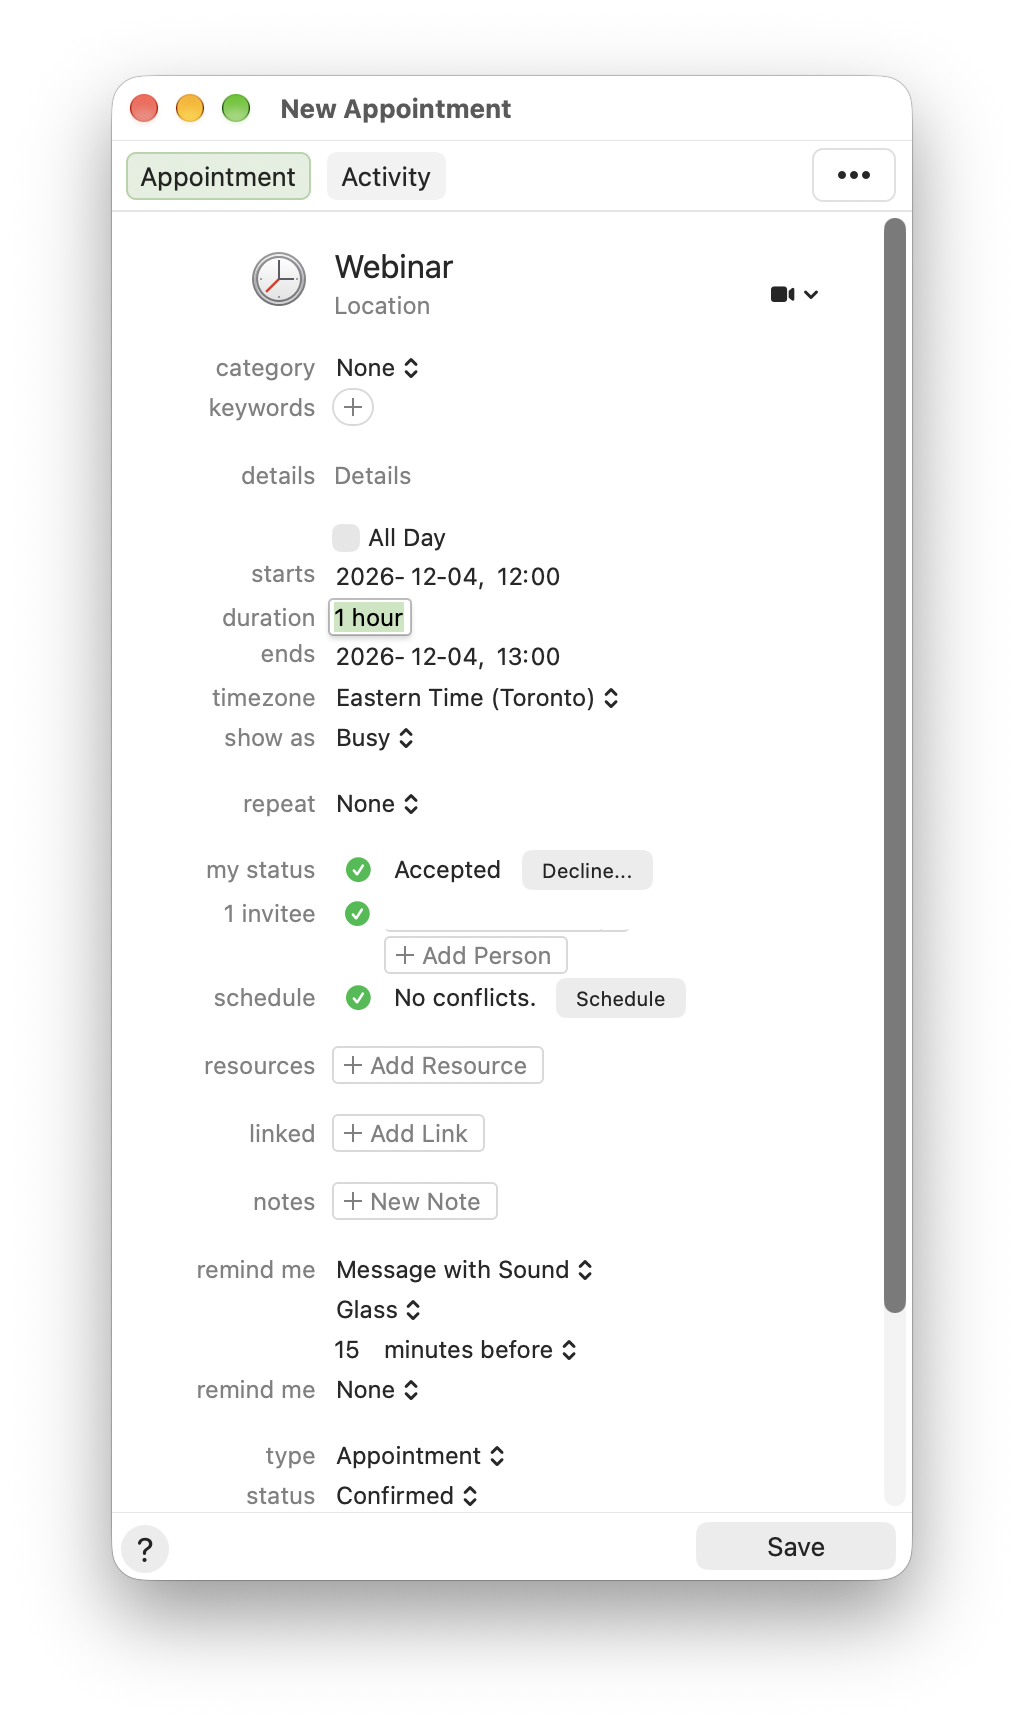 New Appointment
Appointment Activity •••
Webinar
Location
category None
keywords +
details Details
All Day
starts 2026-12-04, 12:00
duration 1 hour
ends 2026-12-04, 13:00
timezone Eastern Time (Toronto)
show as Busy
repeat None
my status Accepted Decline...
1 invitee
+ Add Person
schedule No conflicts. Schedule
resources + Add Resource
linked + Add Link
notes + New Note
remind me Message with Sound
Glass
15 minutes before
remind me None
type Appointment
status Confirmed
? Save